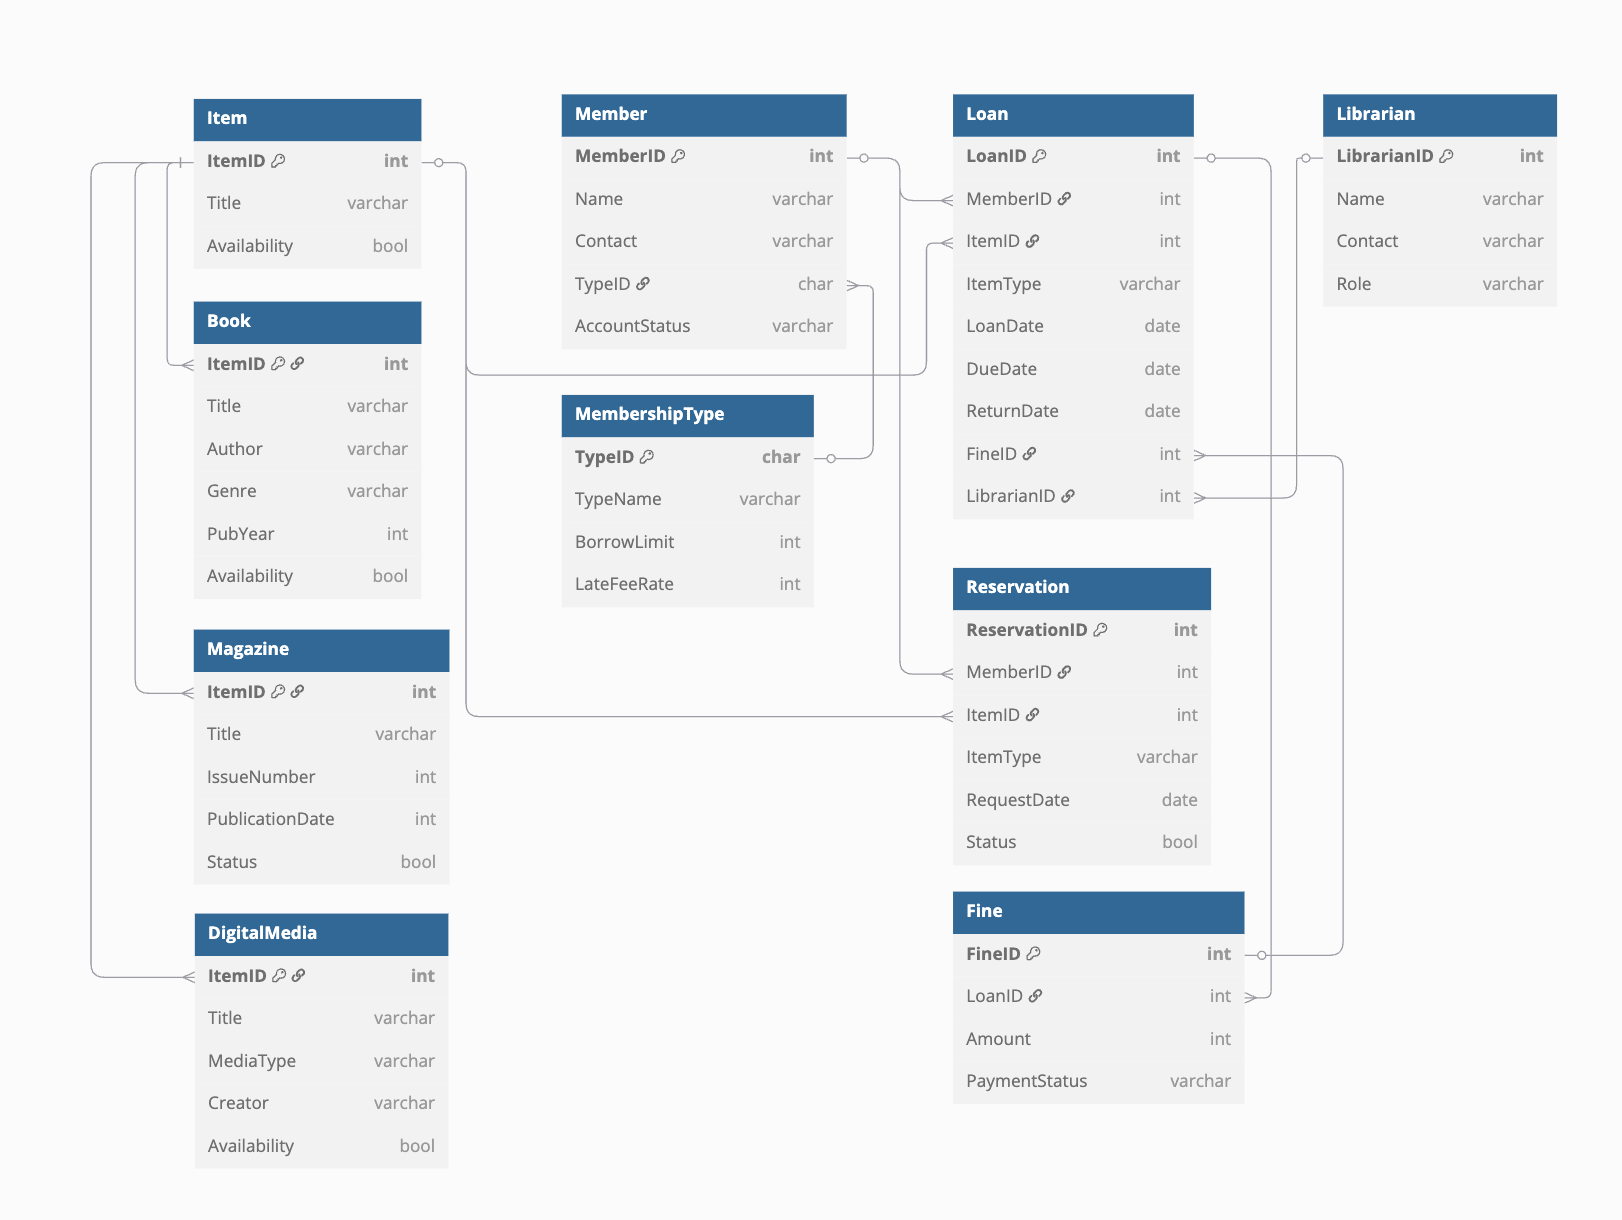 Item
ItemID int
Title varchar
Availability bool
Book
ItemID int
Title varchar
Author varchar
Genre varchar
PubYear int
Availability bool
Magazine
ItemID int
Title varchar
IssueNumber int
PublicationDate int
Status bool
DigitalMedia
ItemID int
Title varchar
MediaType varchar
Creator varchar
Availability bool
Member
MemberID int
Name varchar
Contact varchar
TypeID char
AccountStatus varchar
MembershipType
TypeID char
TypeName varchar
BorrowLimit int
LateFeeRate int
Loan
LoanID int
MemberID int
ItemID int
ItemType varchar
LoanDate date
DueDate date
ReturnDate date
FineID int
LibrarianID int
Reservation
ReservationID int
MemberID int
ItemID int
ItemType varchar
RequestDate date
Status bool
Fine
FineID int
LoanID int
Amount int
PaymentStatus varchar
Librarian
LibrarianID int
Name varchar
Contact varchar
Role varchar